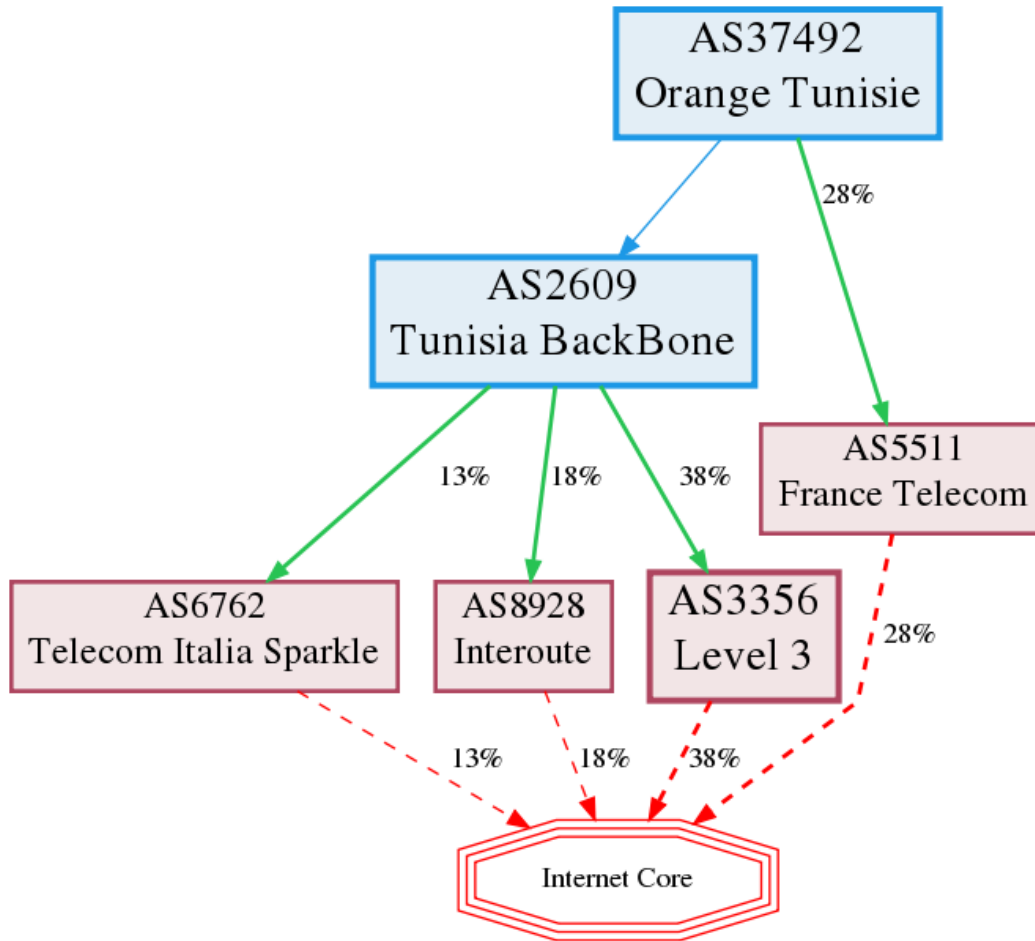 AS37492
Orange Tunisie
28%
AS2609
Tunisia BackBone
AS5511
France Telecom
13%
18%
38%
AS6762
Telecom Italia Sparkle
AS8928
Interoute
AS3356
Level 3
28%
13%
18%
38%
Internet Core